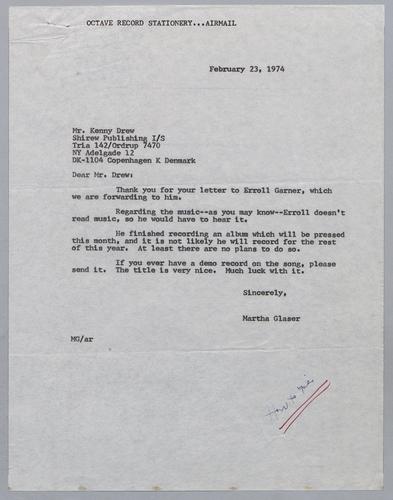 OCTAVE RECORD STATIONERY...AIRMAIL
February 23, 1974
Mr. Kenny Drew
Shirew Publishing I/S
Tria 142/Ordrup 7470
NY Adelgade 12
DK-1104 Copenhagen K Denmark
Dear Mr. Drew:
Thank you for your letter to Erroll Garner, which
we are forwarding to him.
Regarding the music--as you may know--Erroll doesn't
read music, so he would have to hear it.
He finished recording an album which will be pressed
this month, and it is not likely he will record for the rest
of this year. At least there are no plans to do so.
If you ever have a demo record on the song, please
send it. The title is very nice. Much luck with it.
Sincerely,
Martha Glaser
MG/ar